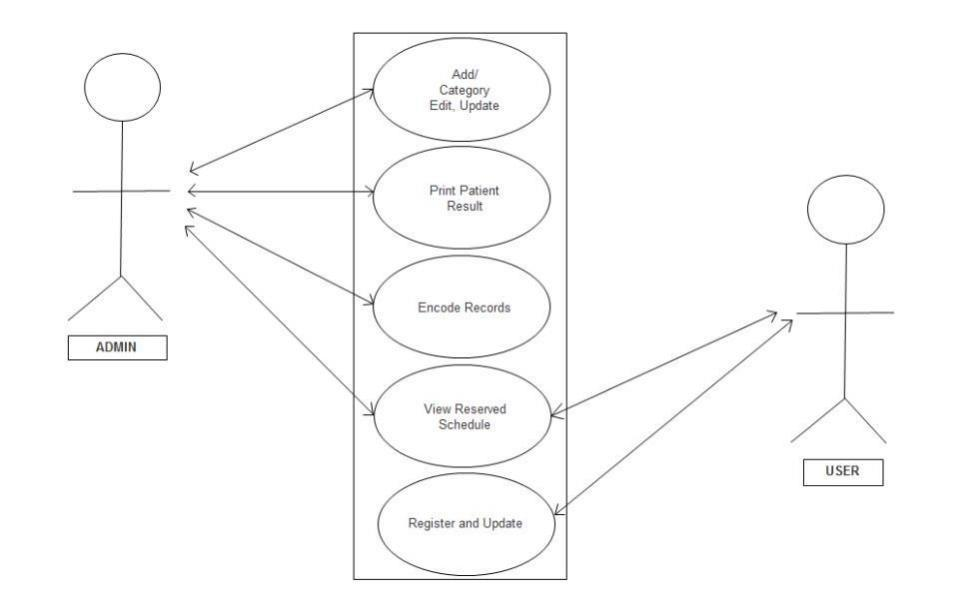 Add/
Category
Edit, Update
Print Patient
Result
Encode Records
View Reserved
Schedule
Register and Update
ADMIN
USER